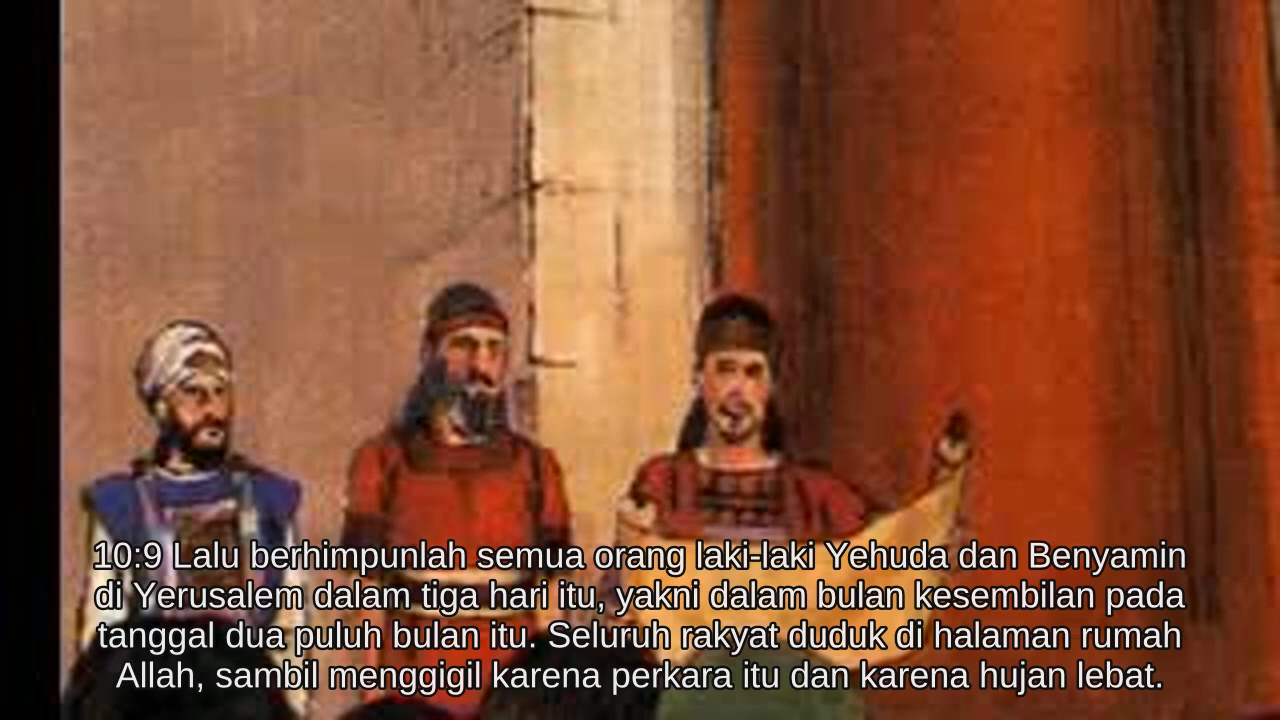 10:9 Lalu berhimpunlah semua orang laki-laki Yehuda dan Benyamin
di Yerusalem dalam tiga hari itu, yakni dalam bulan kesembilan pada
tanggal dua puluh bulan itu. Seluruh rakyat duduk di halaman rumah
Allah, sambil menggigil karena perkara itu dan karena hujan lebat.